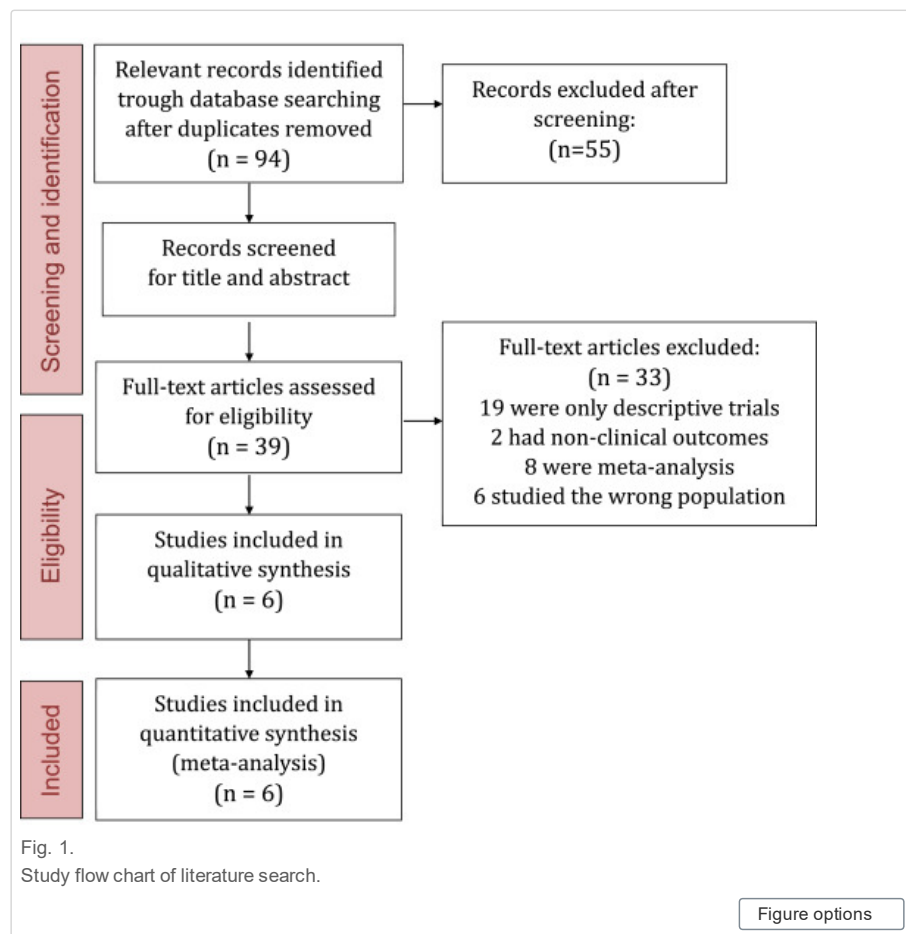 Screening and identification
Relevant records identified
trough database searching
after duplicates removed
(n = 94)
Records excluded after
screening:
(n=55)
Records screened
for title and abstract
Full-text articles assessed
for eligibility
(n = 39)
Full-text articles excluded:
(n = 33)
19 were only descriptive trials
2 had non-clinical outcomes
8 were meta-analysis
6 studied the wrong population
Eligibility
Studies included in
qualitative synthesis
(n = 6)
Included
Studies included in
quantitative synthesis
(meta-analysis)
(n = 6)
Fig. 1.
Study flow chart of literature search.
Figure options